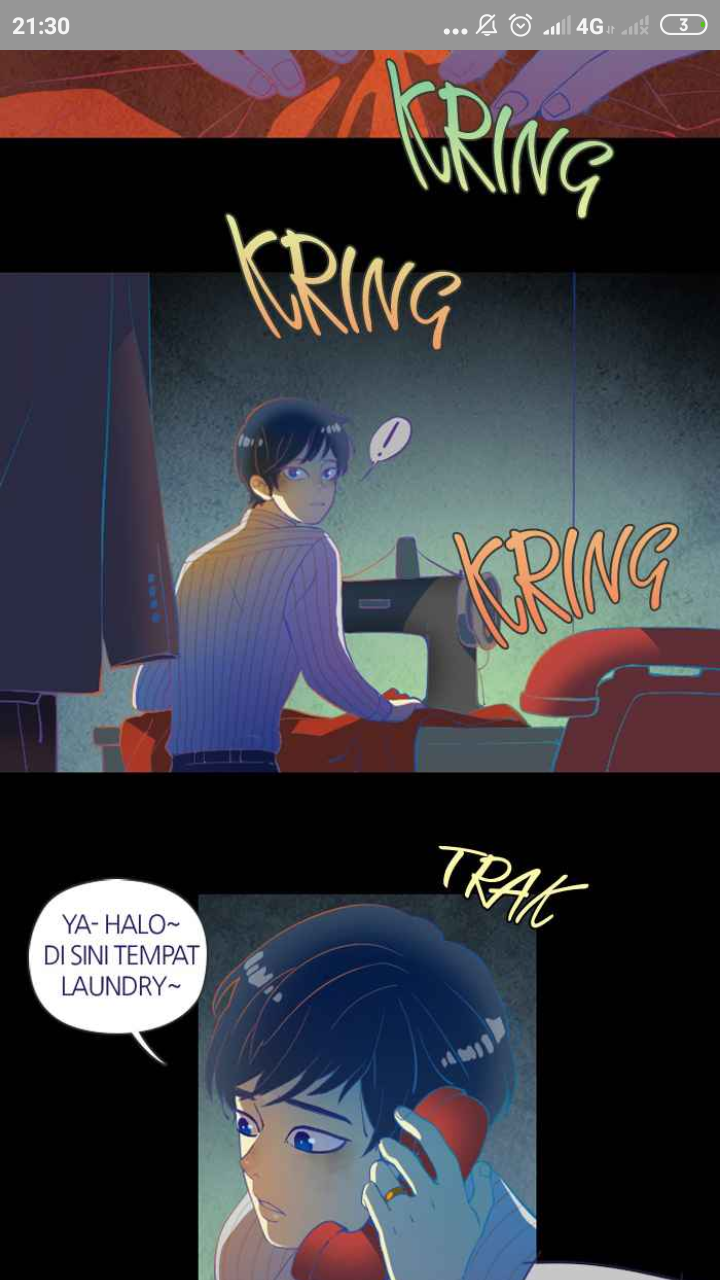 21:30
4G
3
KRING
KRING
!
KRING
TRAK
YA- HALO~
DI SINI TEMPAT
LAUNDRY~